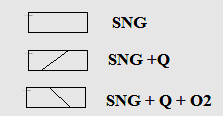 SNG
SNG +Q
SNG + Q + O2